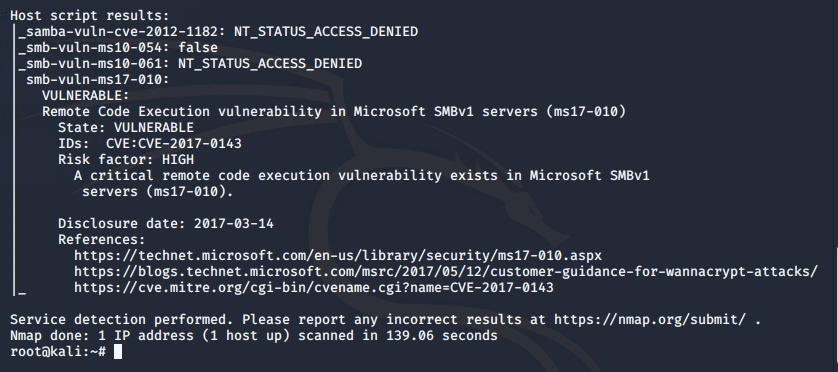 Host script results:
|_samba-vuln-cve-2012-1182: NT_STATUS_ACCESS_DENIED
|_smb-vuln-ms10-054: false
|_smb-vuln-ms10-061: NT_STATUS_ACCESS_DENIED
| smb-vuln-ms17-010:
|   VULNERABLE:
|   Remote Code Execution vulnerability in Microsoft SMBv1 servers (ms17-010)
|     State: VULNERABLE
|     IDs:  CVE:CVE-2017-0143
|     Risk factor: HIGH
|       A critical remote code execution vulnerability exists in Microsoft SMBv1
|        servers (ms17-010).
|
|     Disclosure date: 2017-03-14
|     References:
|       https://technet.microsoft.com/en-us/library/security/ms17-010.aspx
|       https://blogs.technet.microsoft.com/msrc/2017/05/12/customer-guidance-for-wannacrypt-attacks/
|_      https://cve.mitre.org/cgi-bin/cvename.cgi?name=CVE-2017-0143

Service detection performed. Please report any incorrect results at https://nmap.org/submit/ .
Nmap done: 1 IP address (1 host up) scanned in 139.06 seconds
root@kali:~#